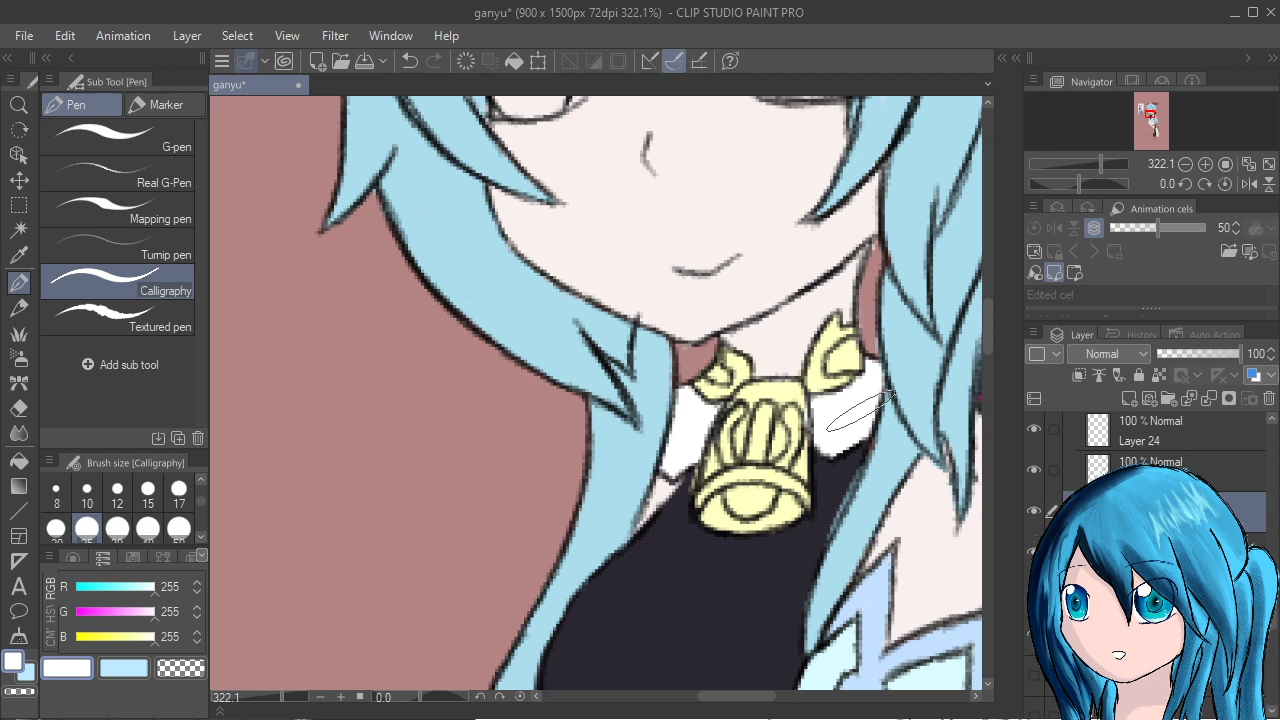 ganyu* (900 x 1500px 72dpi 322.1%) - CLIP STUDIO PAINT PRO
File Edit Animation Layer Select View Filter Window Help
Sub Tool [Pen]
ganyu*
Navigator
Pen Marker
G-pen
Real G-Pen
Mapping pen
Turnip pen
Calligraphy
Textured pen
Add sub tool
322.1
0.0
Animation cels
50
Edited cel
Layer History Auto Action
Normal 100
100 % Normal
Layer 24
100 % Normal
Brush size [Calligraphy]
8 10 12 15 17
RGB
HSV
R 255
G 255
B 255
322.1 0.0